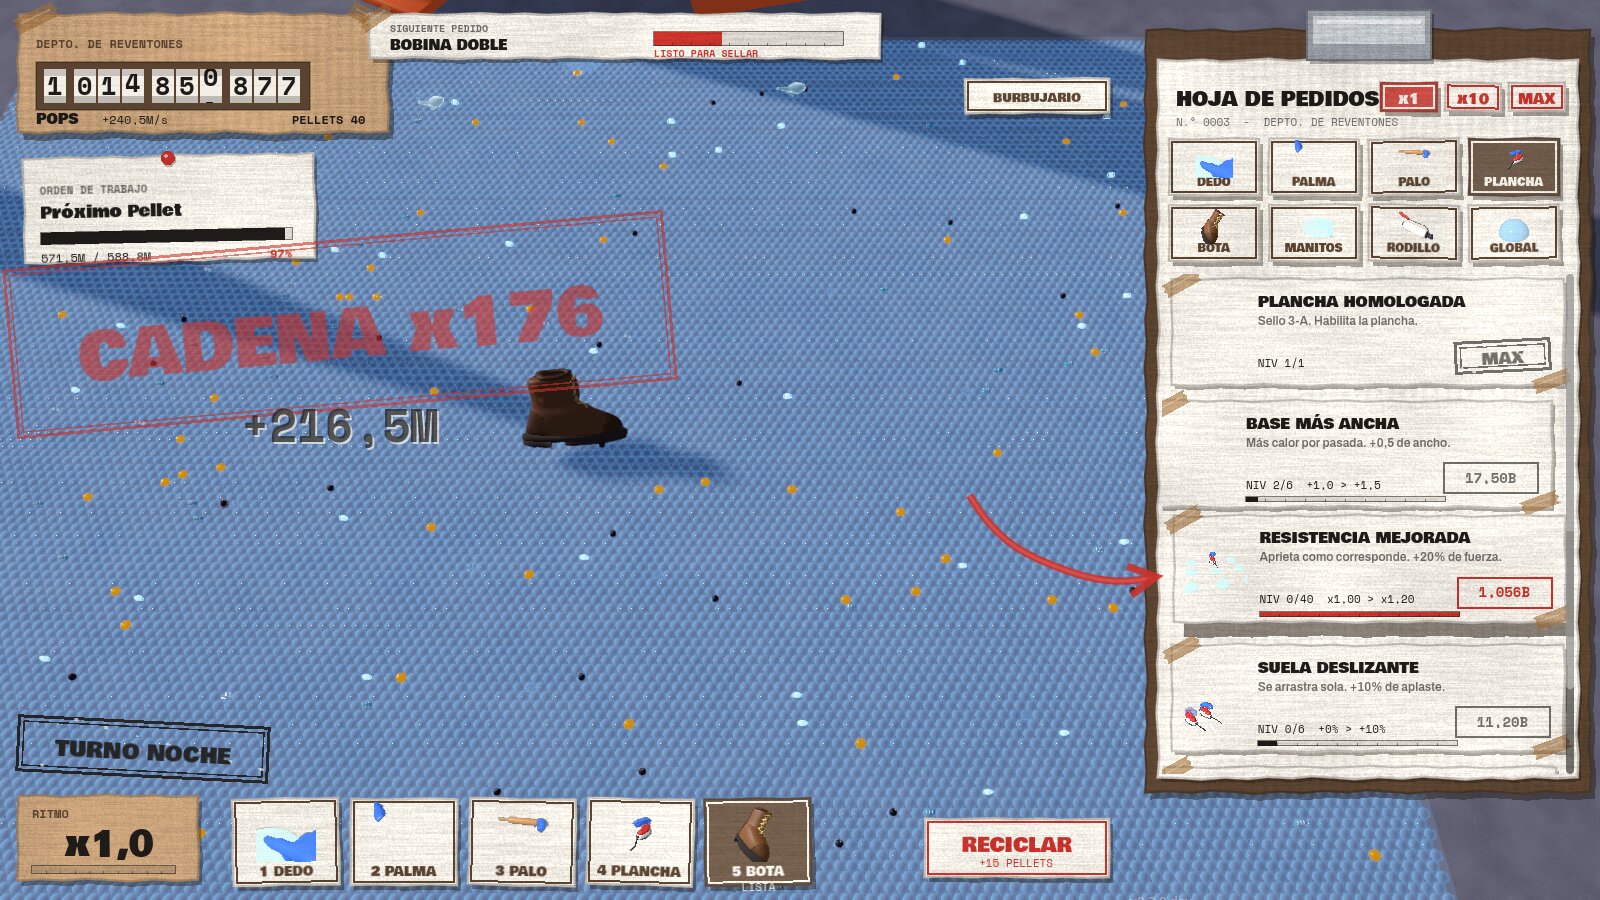 DEPTO. DE REVENTONES
1 014 850 877
POPS +240,5M/s PELLETS 40
SIGUIENTE PEDIDO
BOBINA DOBLE
LISTO PARA SELLAR
BURBUJARIO
ORDEN DE TRABAJO
Próximo Pellet
571,5M / 588,8M 97%
CADENA x176
+216,5M
TURNO NOCHE
RITMO
x1,0
1 DEDO
2 PALMA
3 PALO
4 PLANCHA
5 BOTA
LISTA
RECICLAR
+15 PELLETS
HOJA DE PEDIDOS x1 x10 MAX
N.° 0003 - DEPTO. DE REVENTONES
DEDO PALMA PALO PLANCHA
BOTA MANITOS RODILLO GLOBAL
PLANCHA HOMOLOGADA
Sello 3-A. Habilita la plancha.
NIV 1/1 MAX
BASE MÁS ANCHA
Más calor por pasada. +0,5 de ancho.
NIV 2/6 +1,0 > +1,5 17,50B
RESISTENCIA MEJORADA
Aprieta como corresponde. +20% de fuerza.
NIV 0/40 x1,00 > x1,20 1,056B
SUELA DESLIZANTE
Se arrastra sola. +10% de aplaste.
NIV 0/6 +0% > +10% 11,20B